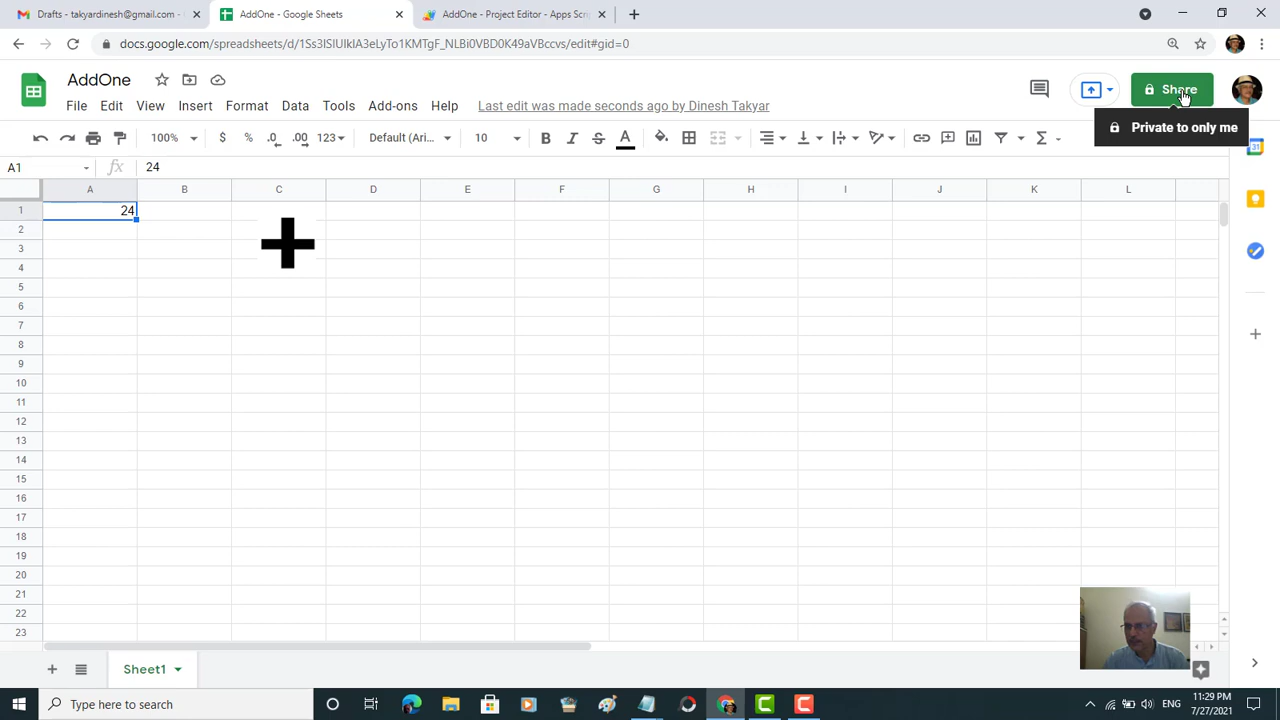 Drafts - takyardinesh@gmail.com
AddOne - Google Sheets
AddOne - Project Editor - Apps Scri
docs.google.com/spreadsheets/d/
/edit#gid=0
AddOne
Share
File Edit View Insert Format Data Tools Add-ons Help Last edit was made seconds ago by Dinesh Takyar
Private to only me
100% $ % .0 .00 123 Default (Ari... 10 B I S A
A1 fx 24
A B C D E F G H I J K L
1 24
2
3
4
5
6
7
8
9
10
11
12
13
14
15
16
17
18
19
20
21
22
23
Sheet1
Type here to search
ENG
11:29 PM
7/27/2021